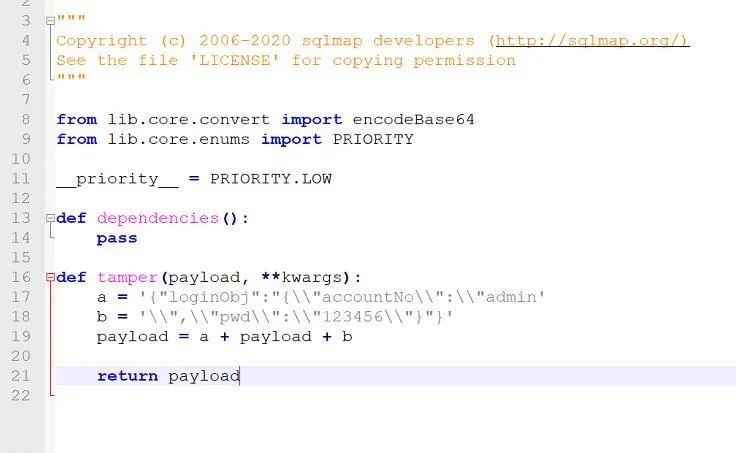 2
3 """
4 Copyright (c) 2006-2020 sqlmap developers (http://sqlmap.org/)
5 See the file 'LICENSE' for copying permission
6 """
7
8 from lib.core.convert import encodeBase64
9 from lib.core.enums import PRIORITY
10
11 __priority__ = PRIORITY.LOW
12
13 def dependencies():
14     pass
15
16 def tamper(payload, **kwargs):
17     a = '{"loginObj":"{\\"accountNo\\":\\"admin'
18     b = '\\",\\"pwd\\":\\"123456\\"}"}'
19     payload = a + payload + b
20
21     return payload
22